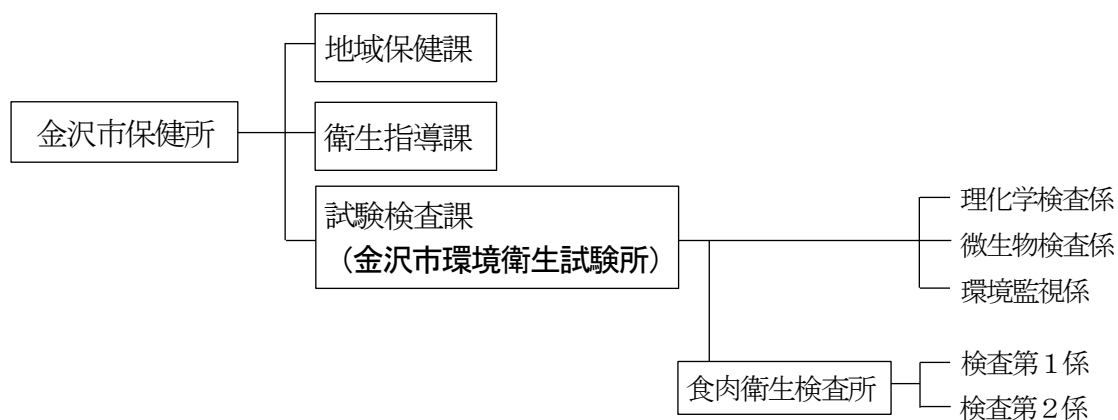 地域保健課
金沢市保健所
衛生指導課
試験検査課
（金沢市環境衛生試験所）
理化学検査係
微生物検査係
環境監視係
食肉衛生検査所
検査第１係
検査第２係